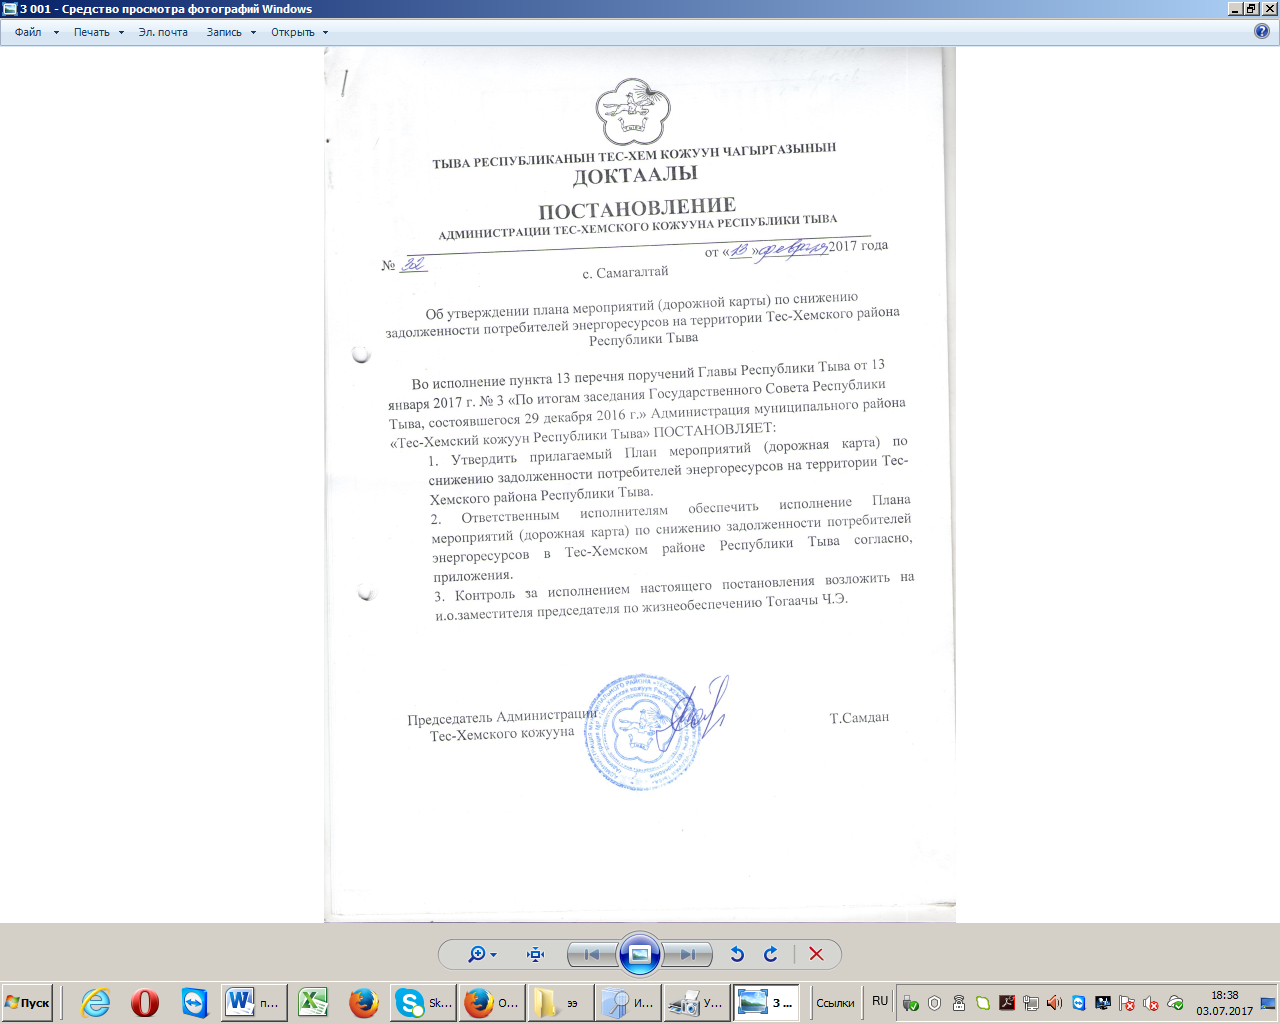 3 001 - Средство просмотра фотографий Windows
Файл Печать Эл. почта Запись Открыть
ТЫВА РЕСПУБЛИКАНЫН ТЕС-ХЕМ КОЖУУН ЧАГЫРГАЗЫНЫН
ДОКТААЛЫ
ПОСТАНОВЛЕНИЕ
АДМИНИСТРАЦИИ ТЕС-ХЕМСКОГО КОЖУУНА РЕСПУБЛИКИ ТЫВА
№ 302 от «13» февраля 2017 года
с. Самагалтай
Об утверждении плана мероприятий (дорожной карты) по снижению
задолженности потребителей энергоресурсов на территории Тес-Хемского района
Республики Тыва
Во исполнение пункта 13 перечня поручений Главы Республики Тыва от 13
января 2017 г. № 3 «По итогам заседания Государственного Совета Республики
Тыва, состоявшегося 29 декабря 2016 г.» Администрация муниципального района
«Тес-Хемский кожуун Республики Тыва» ПОСТАНОВЛЯЕТ:
1. Утвердить прилагаемый План мероприятий (дорожная карта) по
снижению задолженности потребителей энергоресурсов на территории Тес-
Хемского района Республики Тыва.
2. Ответственным исполнителям обеспечить исполнение Плана
мероприятий (дорожная карта) по снижению задолженности потребителей
энергоресурсов в Тес-Хемском районе Республики Тыва согласно,
приложения.
3. Контроль за исполнением настоящего постановления возложить на
и.о.заместителя председателя по жизнеобеспечению Тогаачы Ч.Э.
Председатель Администрации
Тес-Хемского кожууна
Т.Самдан
Пуск п... Sk... O... ээ И... У... 3 ... Ссылки RU 18:38
03.07.2017